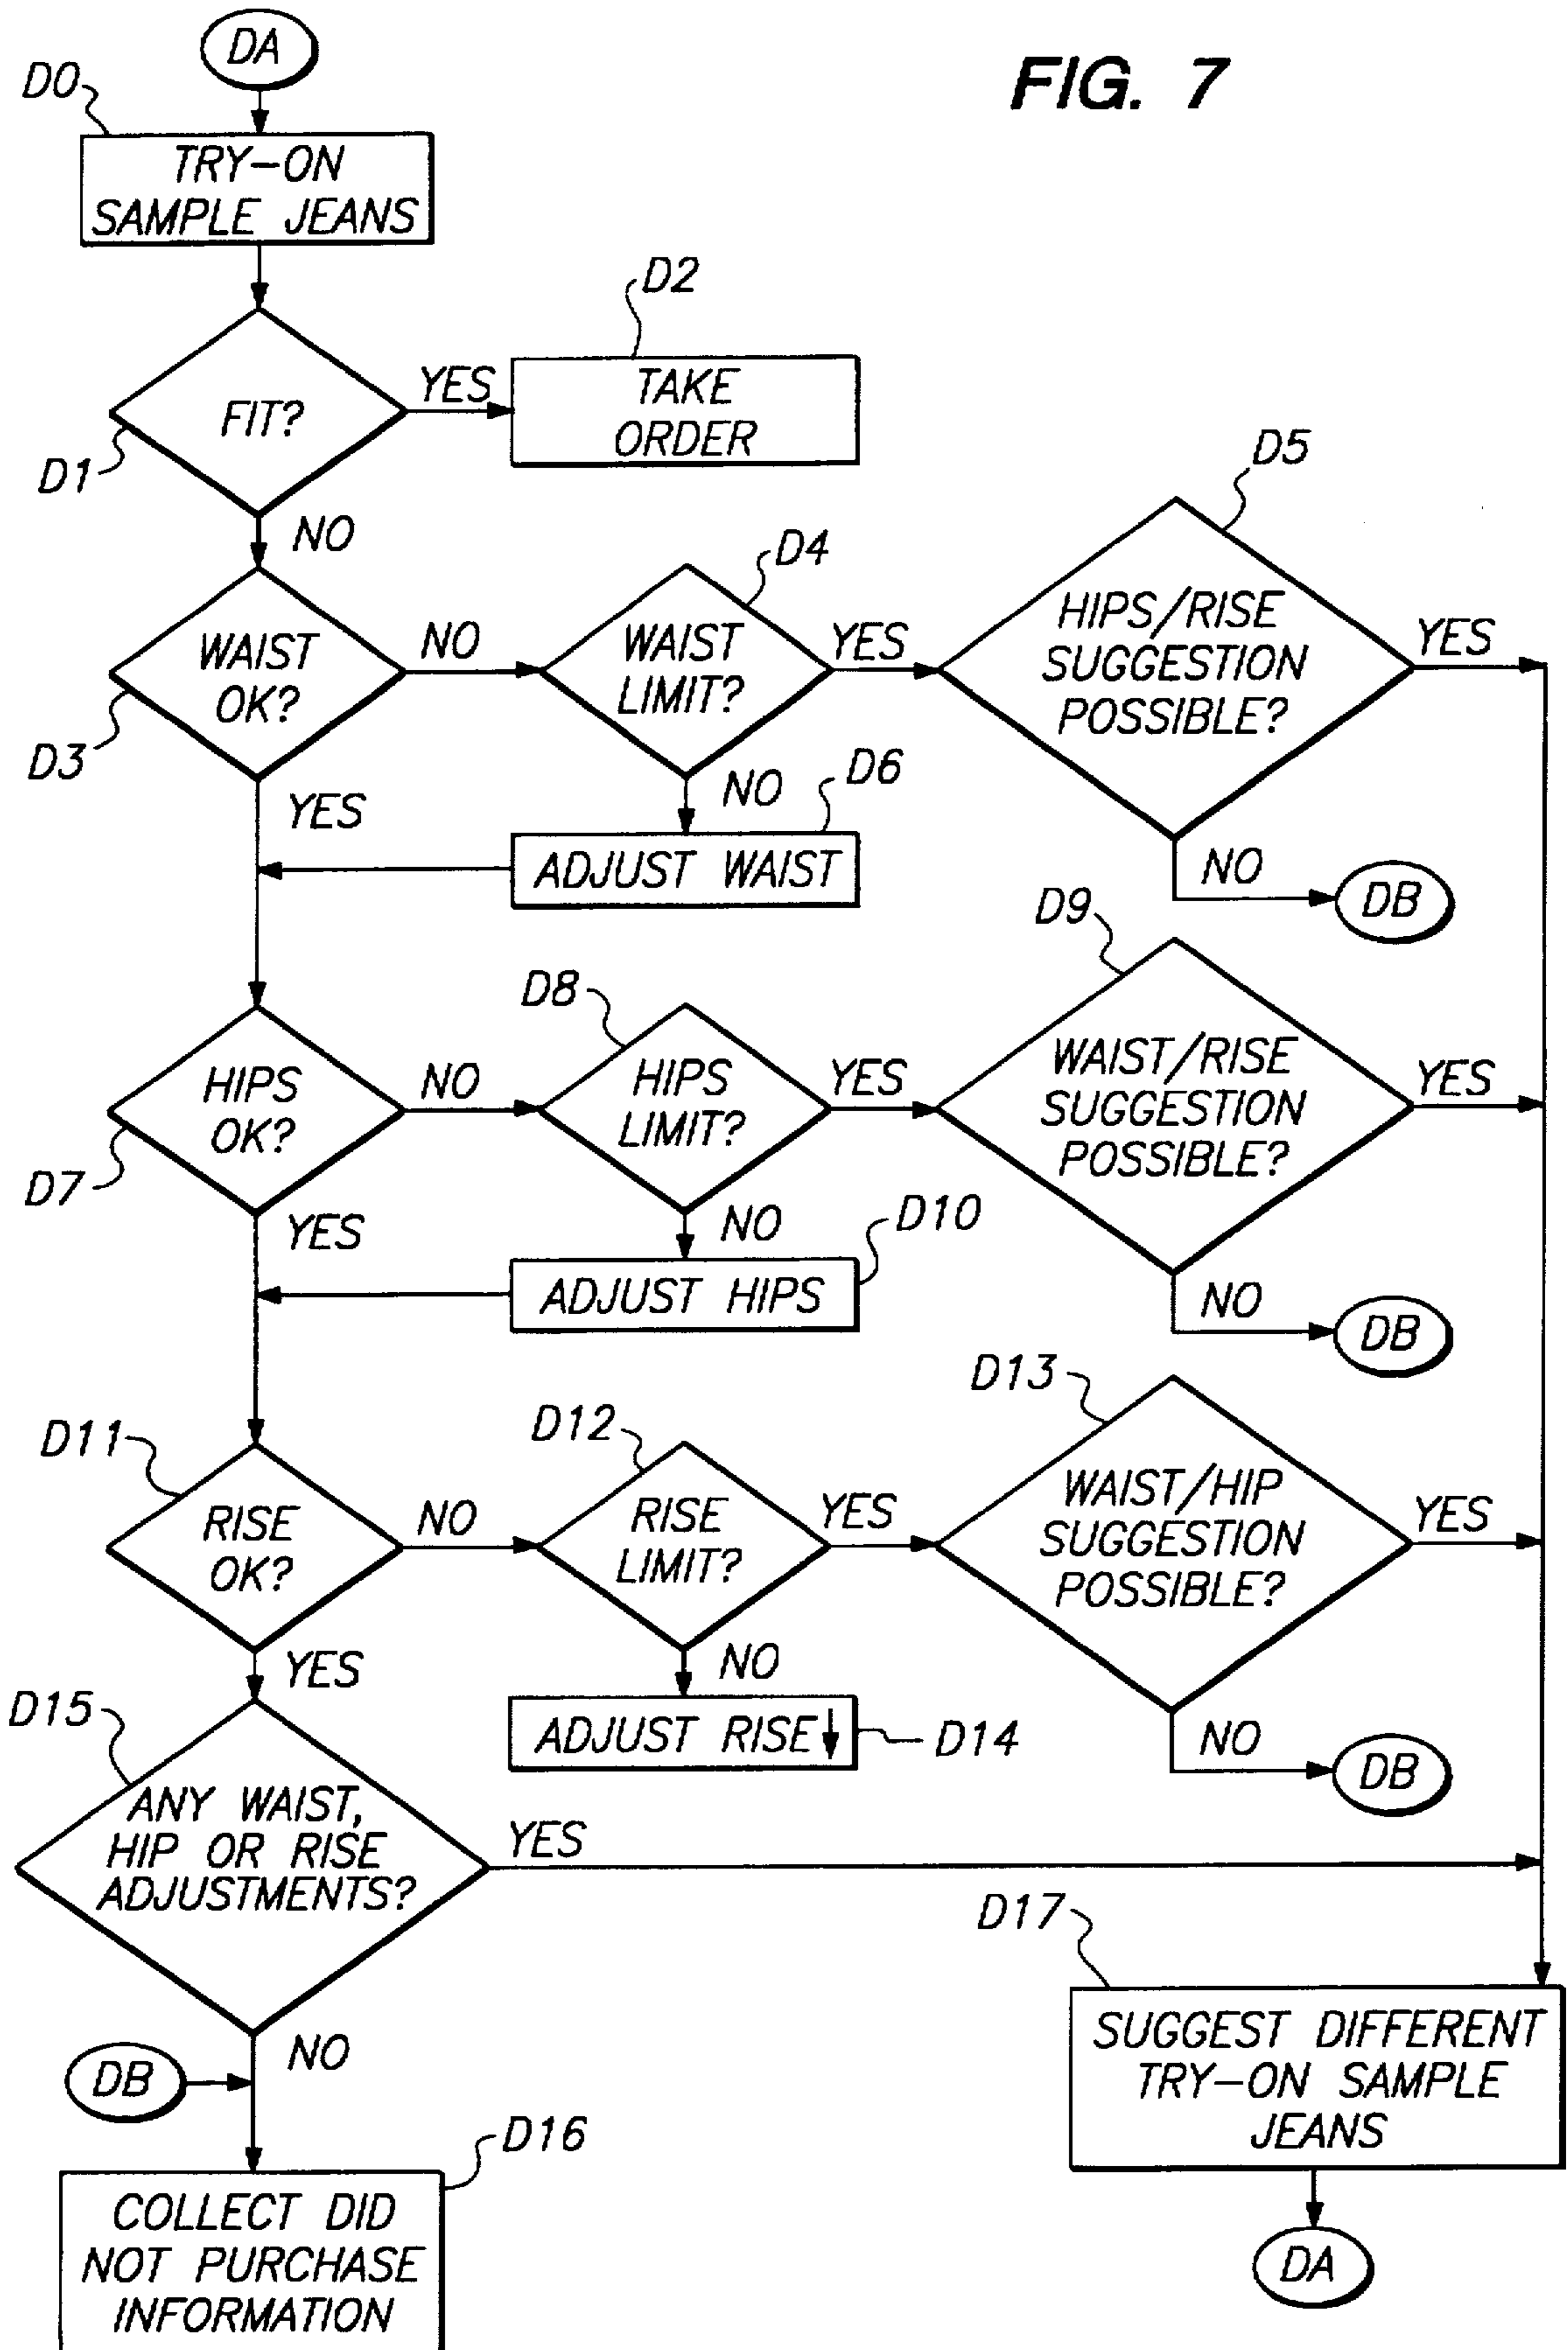 FIG. 7
DA
D0
TRY-ON
SAMPLE JEANS
D1
FIT?
YES
NO
D2
TAKE
ORDER
D3
WAIST
OK?
NO
YES
D4
WAIST
LIMIT?
YES
NO
D5
HIPS/RISE
SUGGESTION
POSSIBLE?
YES
NO
DB
D6
ADJUST WAIST
D7
HIPS
OK?
NO
YES
D8
HIPS
LIMIT?
YES
NO
D9
WAIST/RISE
SUGGESTION
POSSIBLE?
YES
NO
DB
D10
ADJUST HIPS
D11
RISE
OK?
NO
YES
D12
RISE
LIMIT?
YES
NO
D13
WAIST/HIP
SUGGESTION
POSSIBLE?
YES
NO
DB
ADJUST RISE
D14
D15
ANY WAIST,
HIP OR RISE
ADJUSTMENTS?
YES
NO
DB
D16
COLLECT DID
NOT PURCHASE
INFORMATION
D17
SUGGEST DIFFERENT
TRY-ON SAMPLE
JEANS
DA